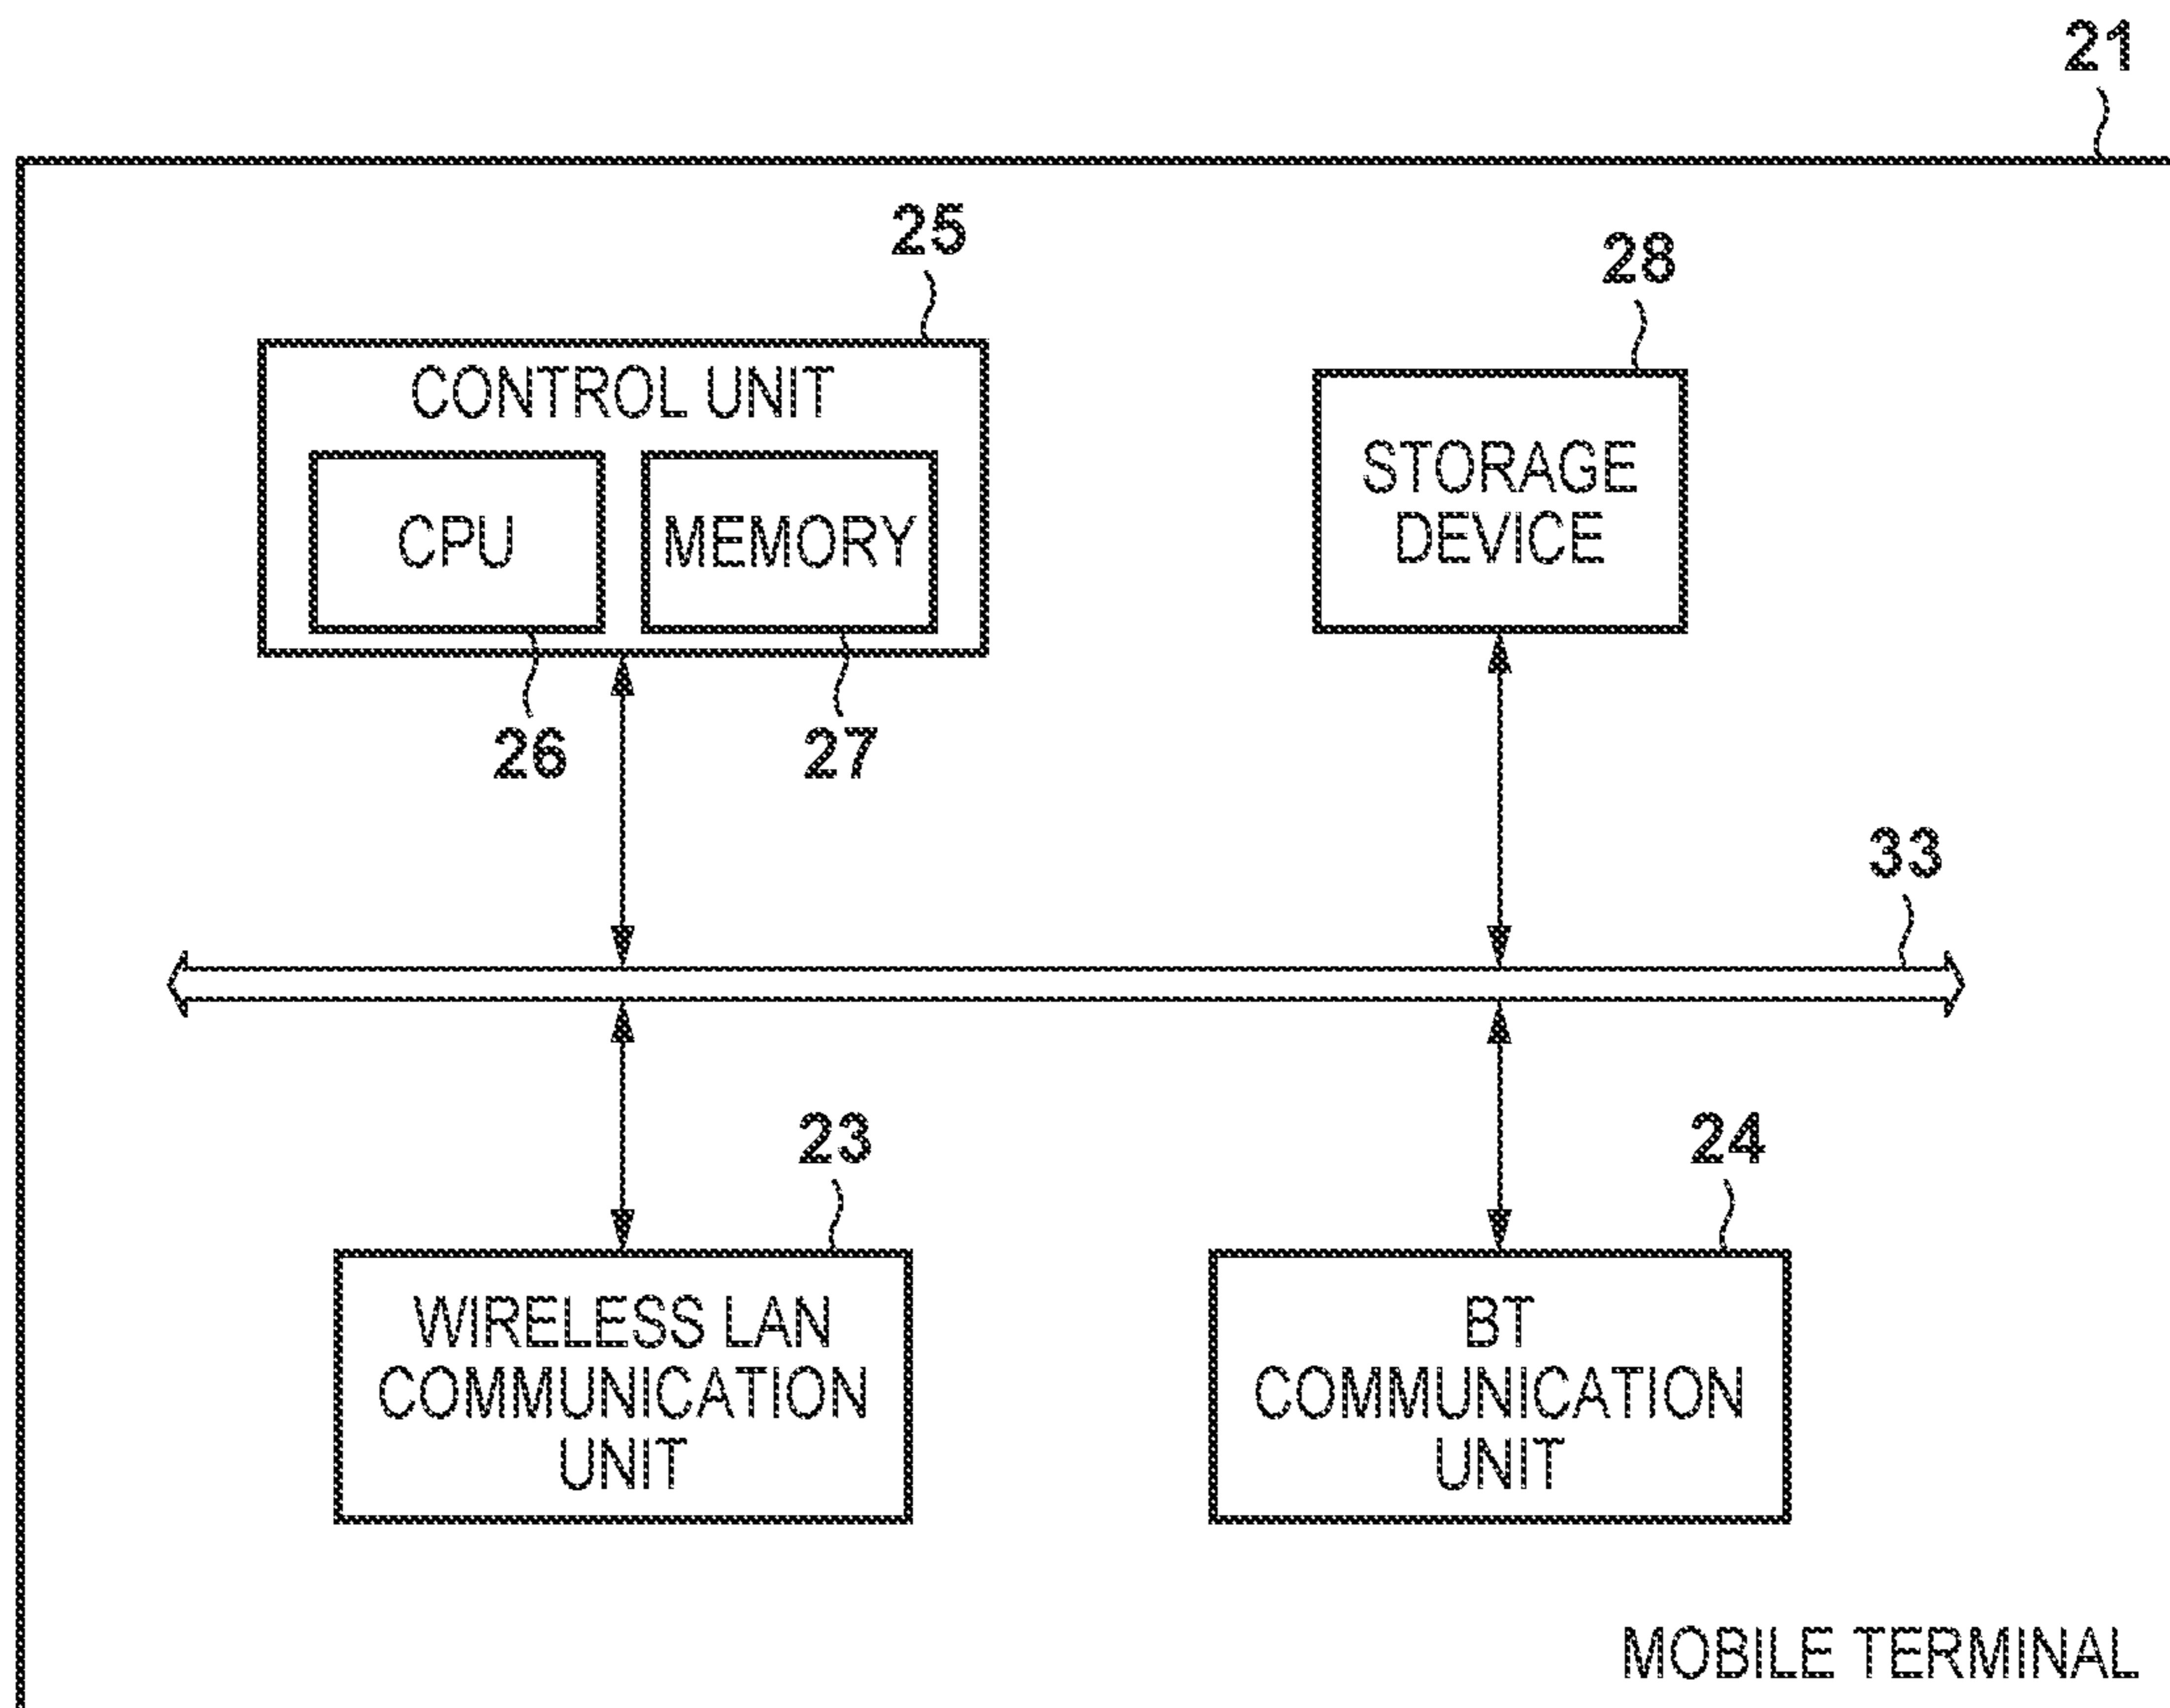 21
25
28
CONTROL UNIT
CPU
MEMORY
STORAGE
DEVICE
26
27
33
23
24
WIRELESS LAN
COMMUNICATION
UNIT
BT
COMMUNICATION
UNIT
MOBILE TERMINAL